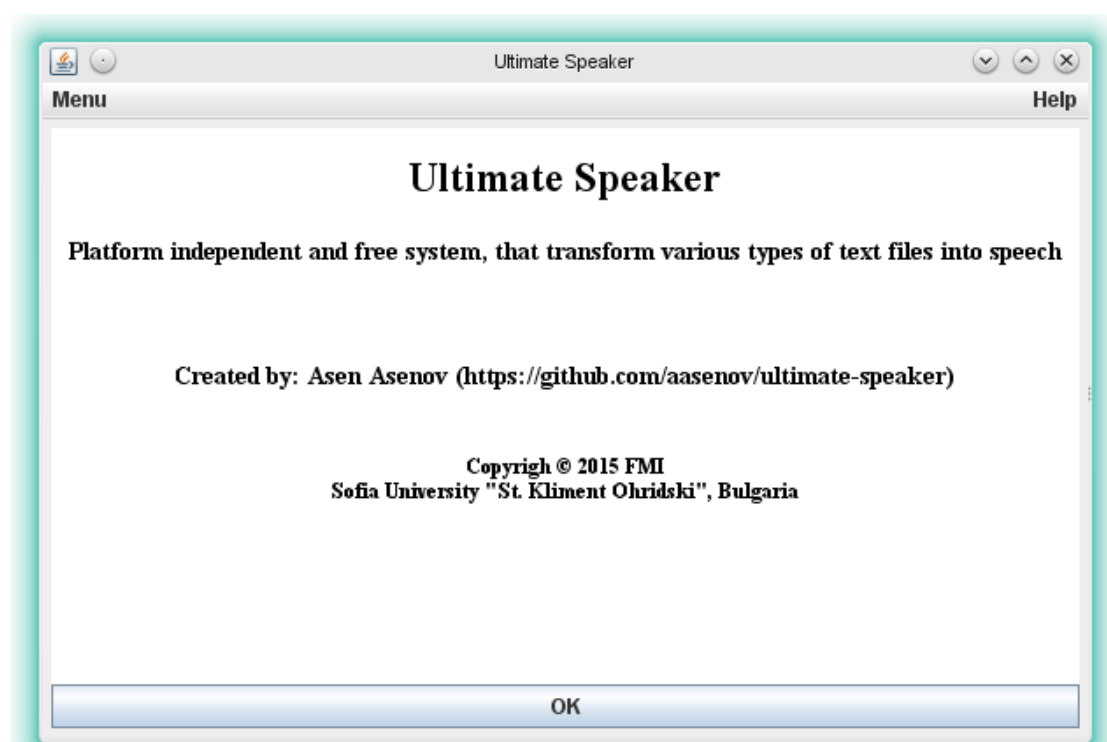 Ultimate Speaker
Menu Help
Ultimate Speaker
Platform independent and free system, that transform various types of text files into speech
Created by: Asen Asenov (https://github.com/aasenov/ultimate-speaker)
Copyrigh © 2015 FMI
Sofia University "St. Kliment Ohridski", Bulgaria
OK